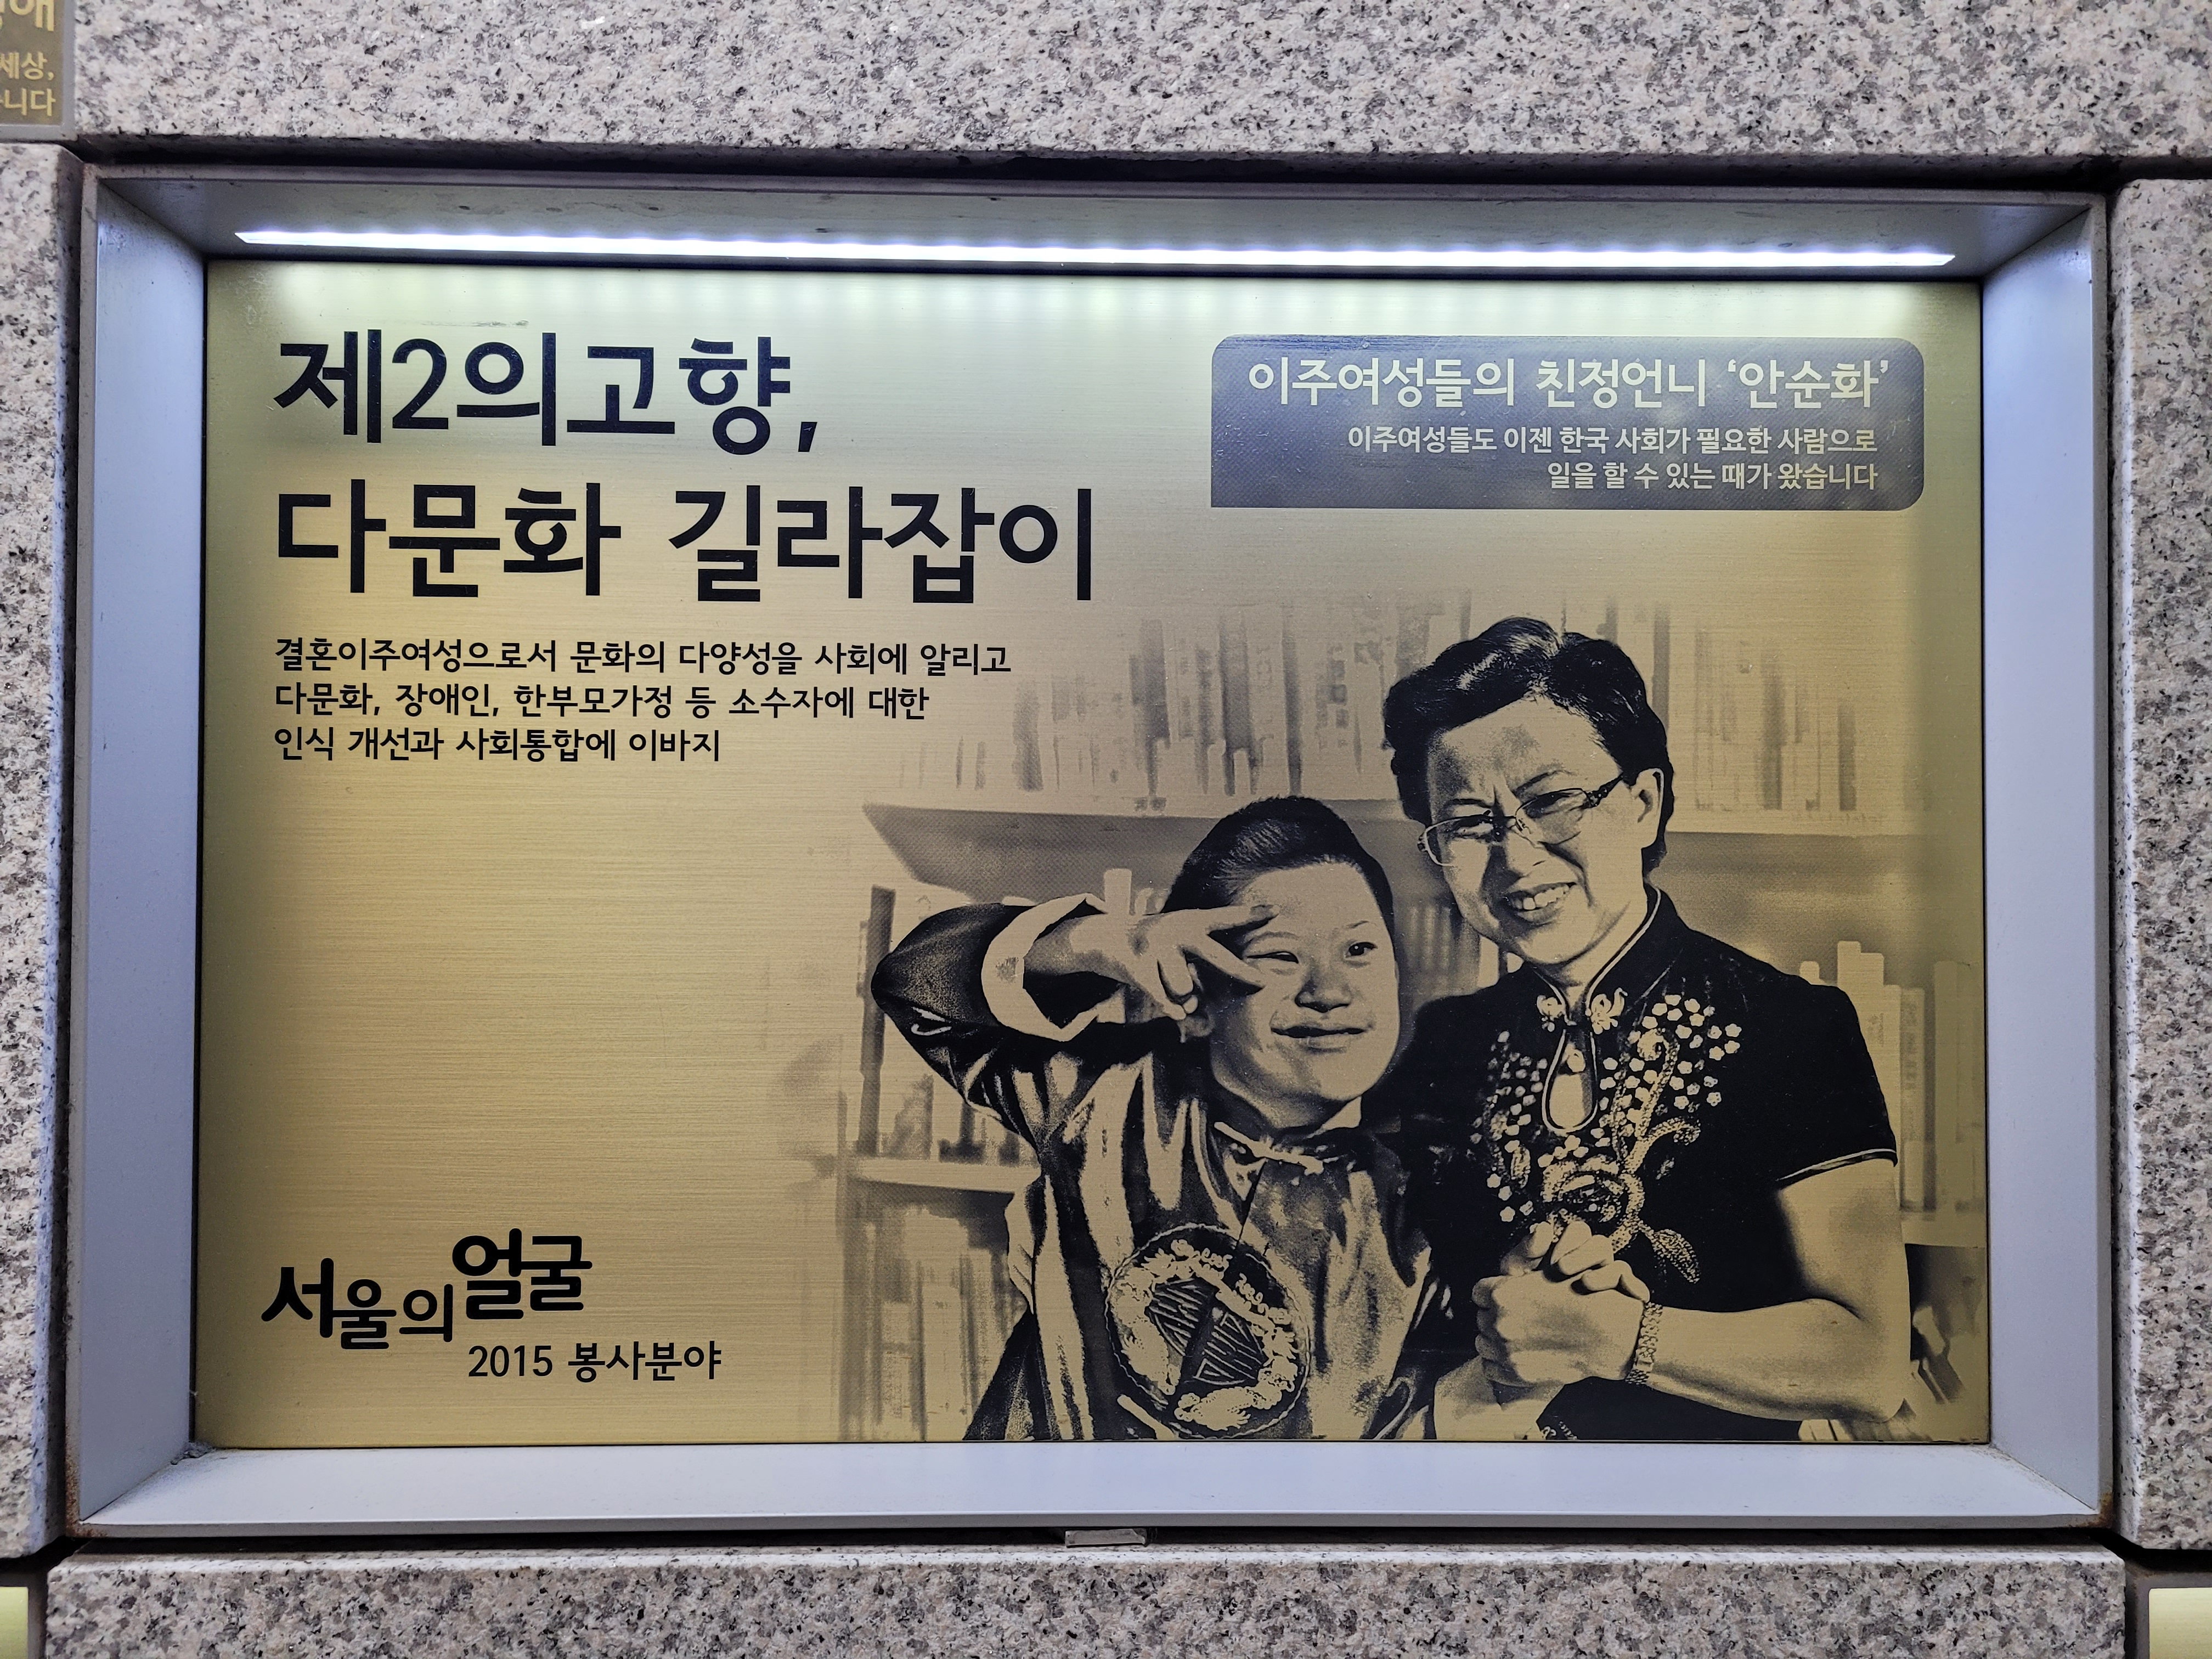 세상,
니다
제2의고향,
다문화 길라잡이
결혼이주여성으로서 문화의 다양성을 사회에 알리고
다문화, 장애인, 한부모가정 등 소수자에 대한
인식 개선과 사회통합에 이바지
이주여성들의 친정언니 ‘안순화’
이주여성들도 이젠 한국 사회가 필요한 사람으로
일을 할 수 있는 때가 왔습니다
서울의얼굴
2015 봉사분야